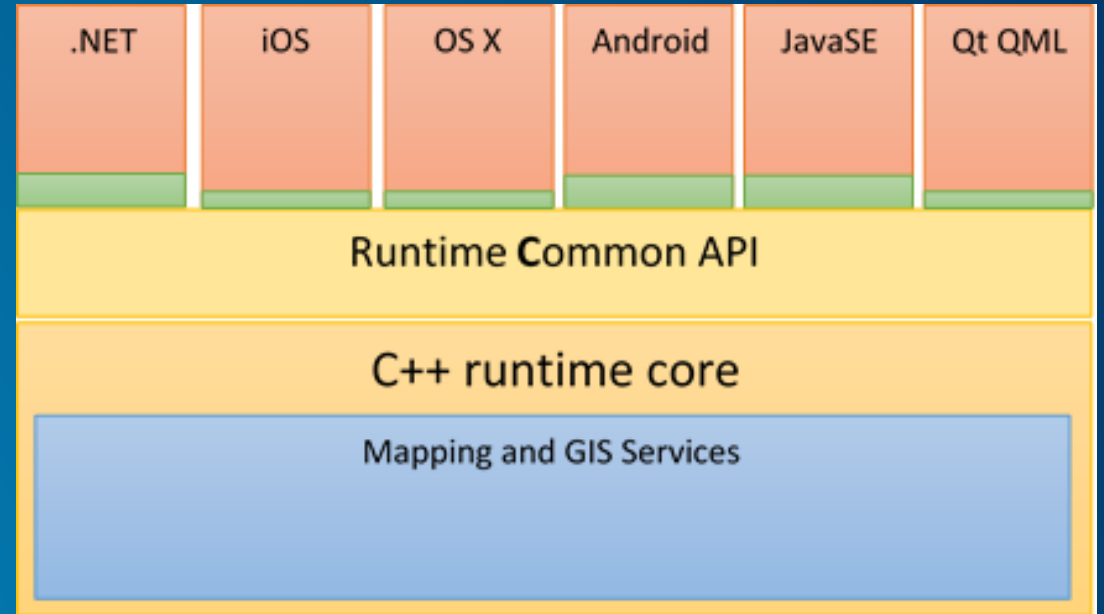 .NET
iOS
OS X
Android
JavaSE
Qt QML
Runtime Common API
C++ runtime core
Mapping and GIS Services